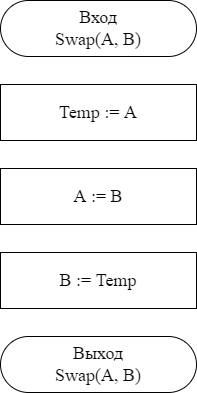 Вход
Swap(A, B)
Temp := A
A := B
B := Temp
Выход
Swap(A, B)